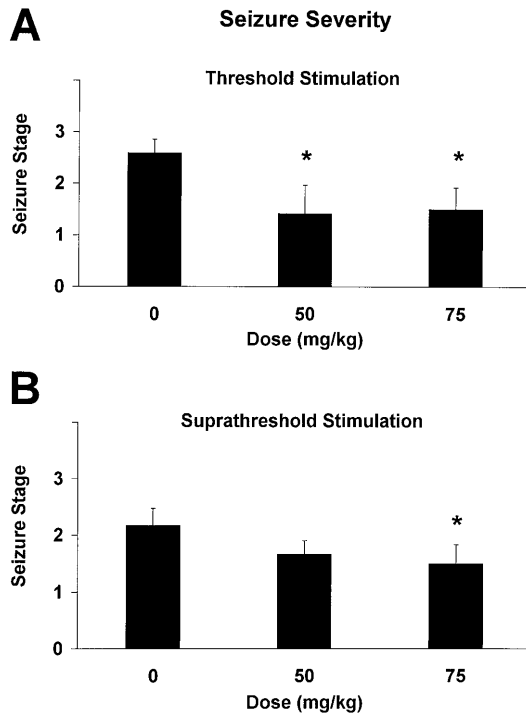 A
Seizure Severity
Threshold Stimulation
Seizure Stage
3
2
1
0
*
*
0 50 75
Dose (mg/kg)
B
Suprathreshold Stimulation
Seizure Stage
3
2
1
0
*
0 50 75
Dose (mg/kg)